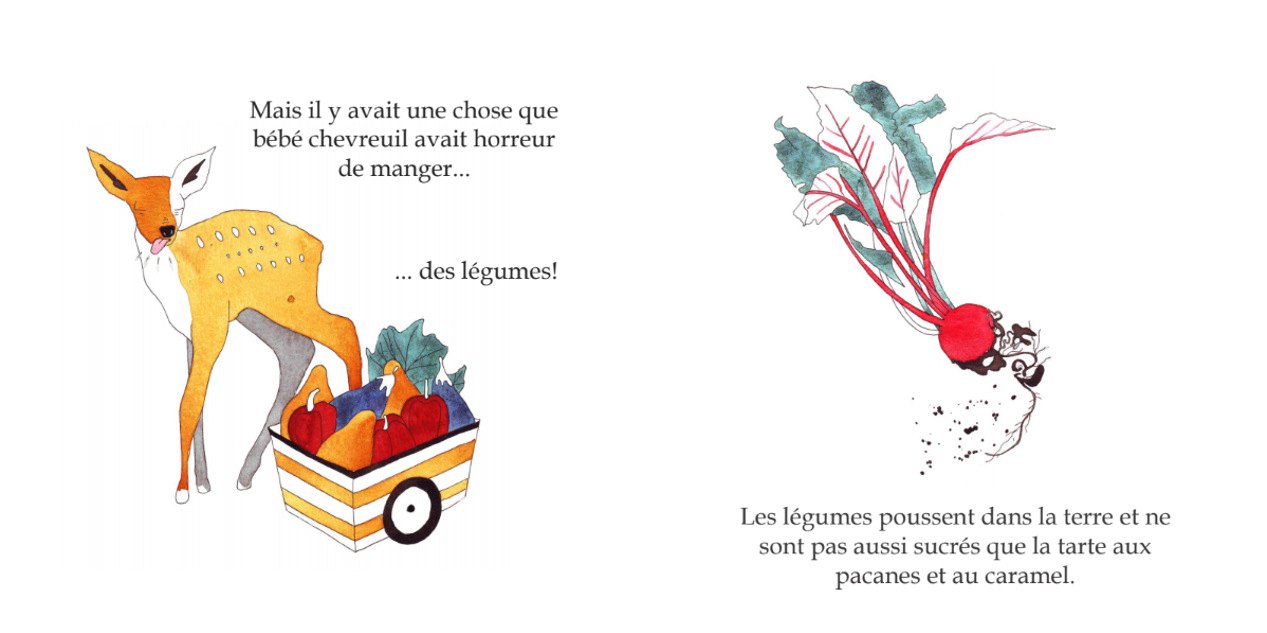 Mais il y avait une chose que
bébé chevreuil avait horreur
de manger...
... des légumes!
Les légumes poussent dans la terre et ne
sont pas aussi sucrés que la tarte aux
pacanes et au caramel.